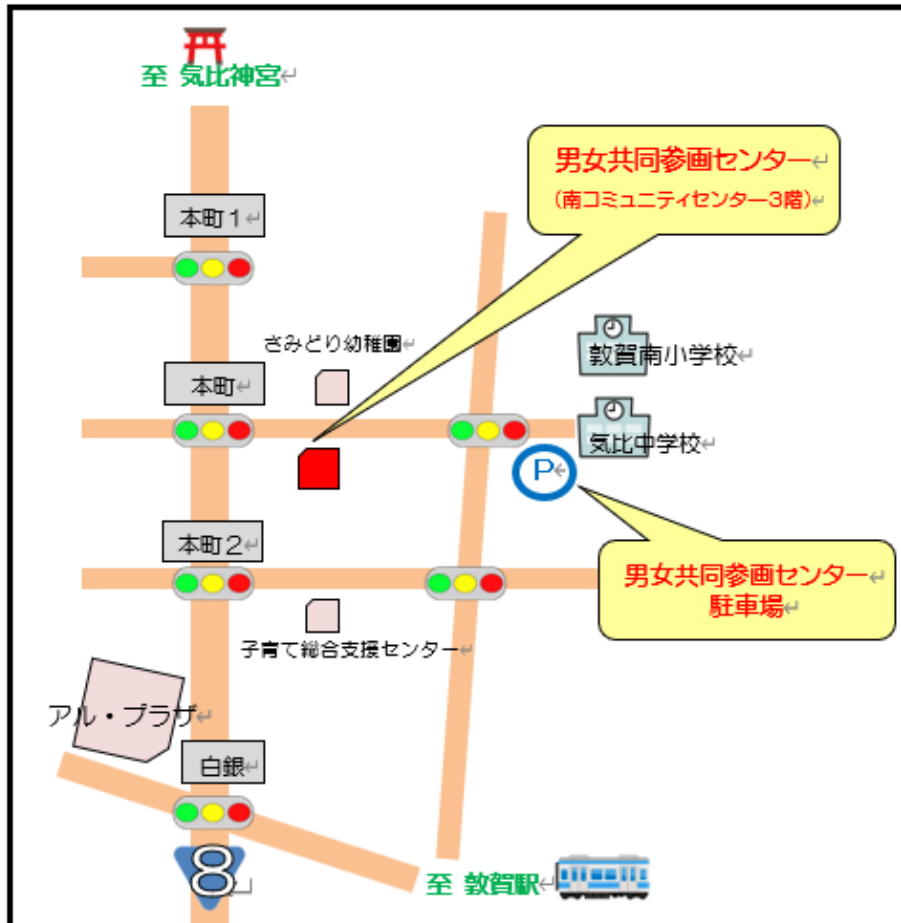 至 気比神宮↵
男女共同参画センター↵
(南コミュニティセンター3階)↵
本町1↵
さみどり幼稚園↵
敦賀南小学校↵
本町↵
気比中学校↵
P↵
本町2↵
男女共同参画センター↵
駐車場↵
子育て総合支援センター↵
アル・プラザ↵
白銀↵
8↵
至 敦賀駅↵